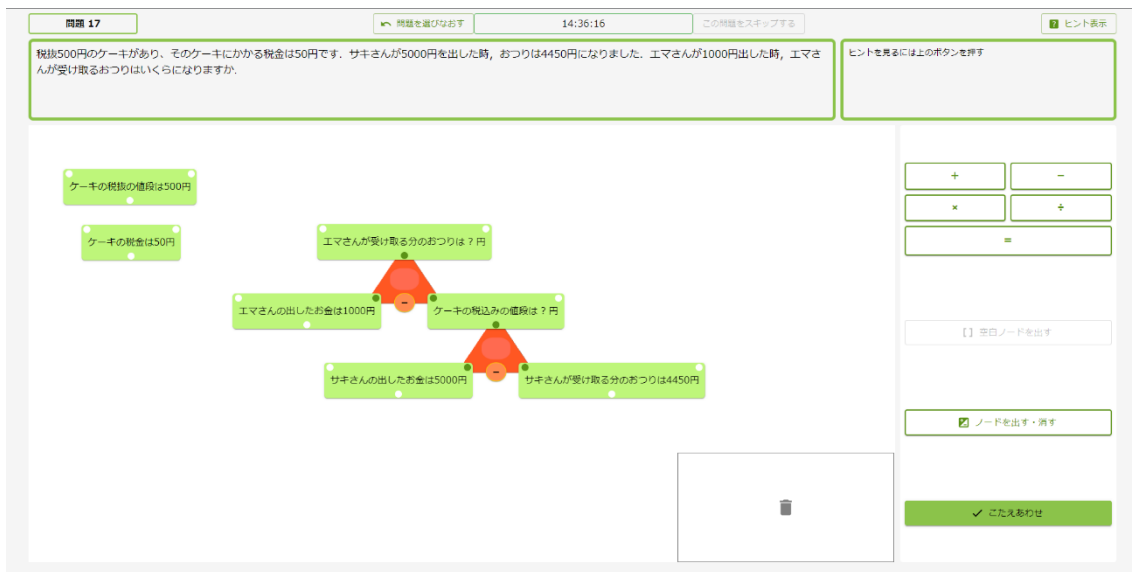 問題 17
問題を選びなおす
14:36:16
この問題をスキップする
ヒント表示
税抜500円のケーキがあり、そのケーキにかかる税金は50円です．サキさんが5000円を出した時，おつりは4450円になりました．エマさんが1000円出した時，エマさ
んが受け取るおつりはいくらになりますか．
ヒントを見るには上のボタンを押す
ケーキの税抜の値段は500円
ケーキの税金は50円
エマさんが受け取る分のおつりは？円
エマさんの出したお金は1000円
-
ケーキの税込みの値段は？円
サキさんの出したお金は5000円
-
サキさんが受け取る分のおつりは4450円
+
−
×
÷
=
[ ] 空白ノードを出す
ノードを出す・消す
こたえあわせ